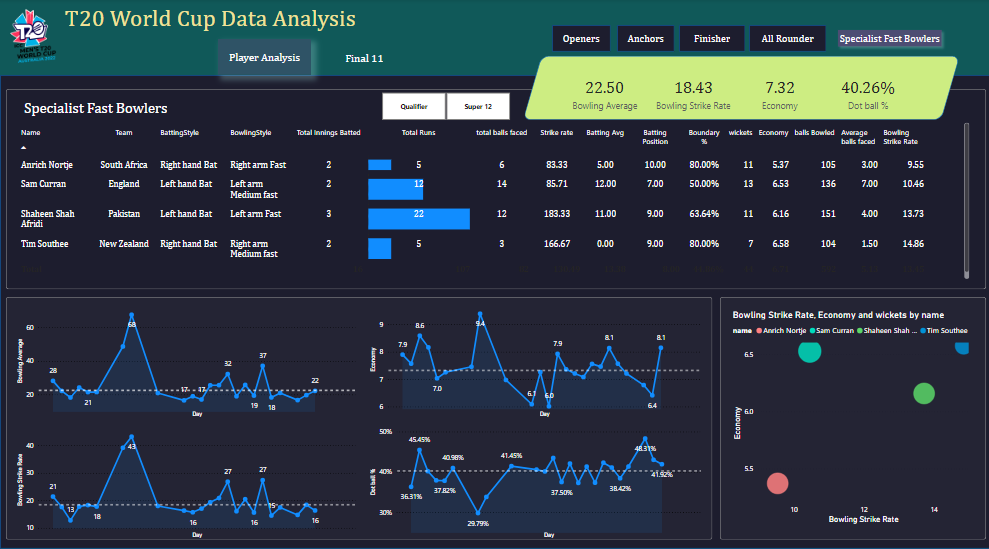 T20 World Cup Data Analysis
T20
MEN'S T20
WORLD CUP
Player Analysis
Final 11
Openers
Anchors
Finisher
All Rounder
Specialist Fast Bowlers
22.50 18.43 7.32 40.26%
Bowling Average Bowling Strike Rate Economy Dot ball %
Specialist Fast Bowlers
Qualifier
Super 12
Name Team BattingStyle BowlingStyle Total Innings Batted Total Runs total balls faced Strike rate Batting Avg Batting Position Boundary % wickets Economy balls Bowled Average balls faced Bowling Strike Rate
Anrich Nortje South Africa Right hand Bat Right arm Fast 2 5 6 83.33 5.00 10.00 80.00% 11 5.37 105 3.00 9.55
Sam Curran England Left hand Bat Left arm Medium fast 2 12 14 85.71 12.00 7.00 50.00% 13 6.53 136 7.00 10.46
Shaheen Shah Afridi Pakistan Left hand Bat Left arm Fast 3 22 12 183.33 11.00 9.00 63.64% 11 6.16 151 4.00 13.73
Tim Southee New Zealand Right hand Bat Right arm Medium fast 2 5 3 166.67 0.00 9.00 80.00% 7 6.58 104 1.50 14.86
Bowling Average
60
40
20
28
21
68
17
17
32
19
37
18
22
Day
Economy
9
8
7
6
7.9
8.6
7.0
9.4
6.1
6.0
7.9
8.1
6.4
8.1
Day
Bowling Strike Rate
40
30
20
10
21
13
18
43
16
27
16
27
15
16
Day
Dot ball %
50%
40%
30%
36.31%
45.45%
37.82%
40.98%
29.79%
41.45%
37.50%
38.42%
48.31%
41.92%
Day
Bowling Strike Rate, Economy and wickets by name
name Anrich Nortje Sam Curran Shaheen Shah ... Tim Southee
Economy
6.5
6.0
5.5
10 12 14
Bowling Strike Rate